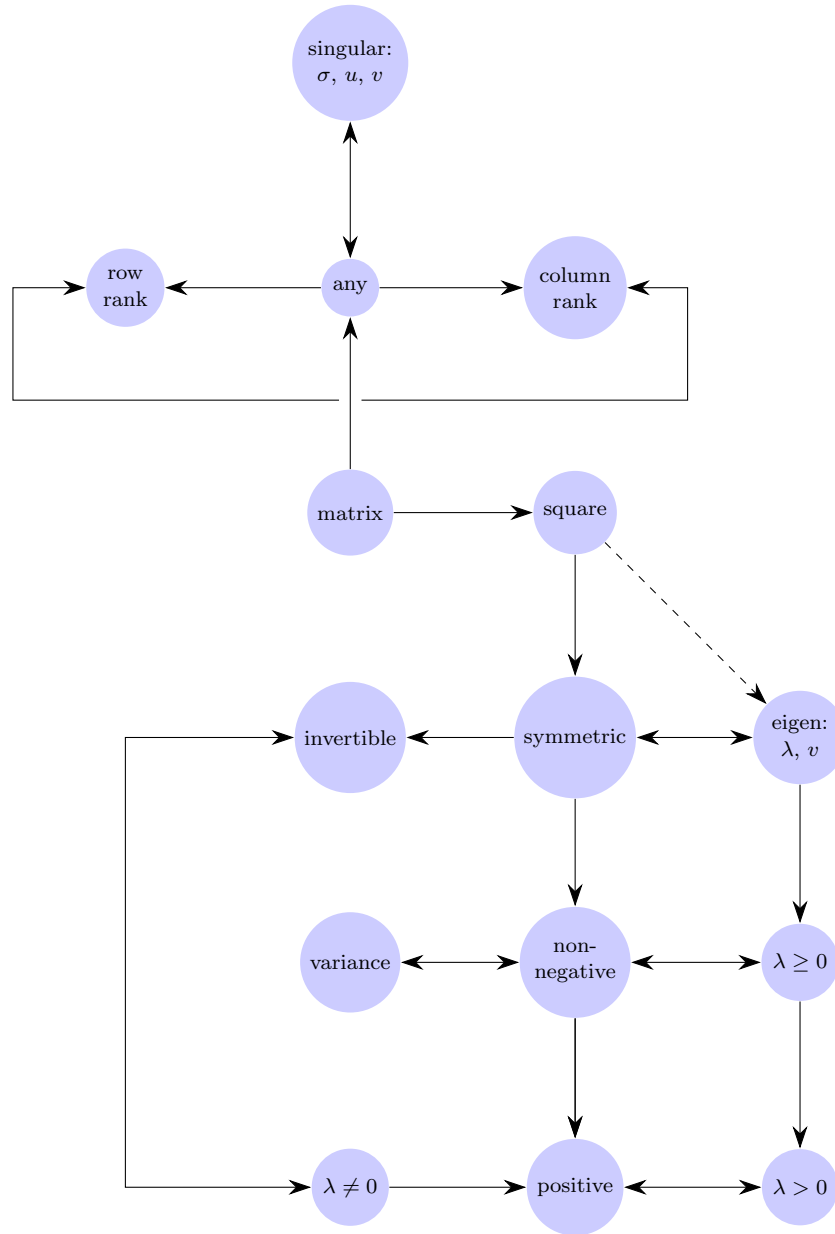 singular:
σ, u, v
row
rank
any
column
rank
matrix
square
invertible
symmetric
eigen:
λ, v
variance
non-
negative
λ ≥ 0
λ ≠ 0
positive
λ > 0